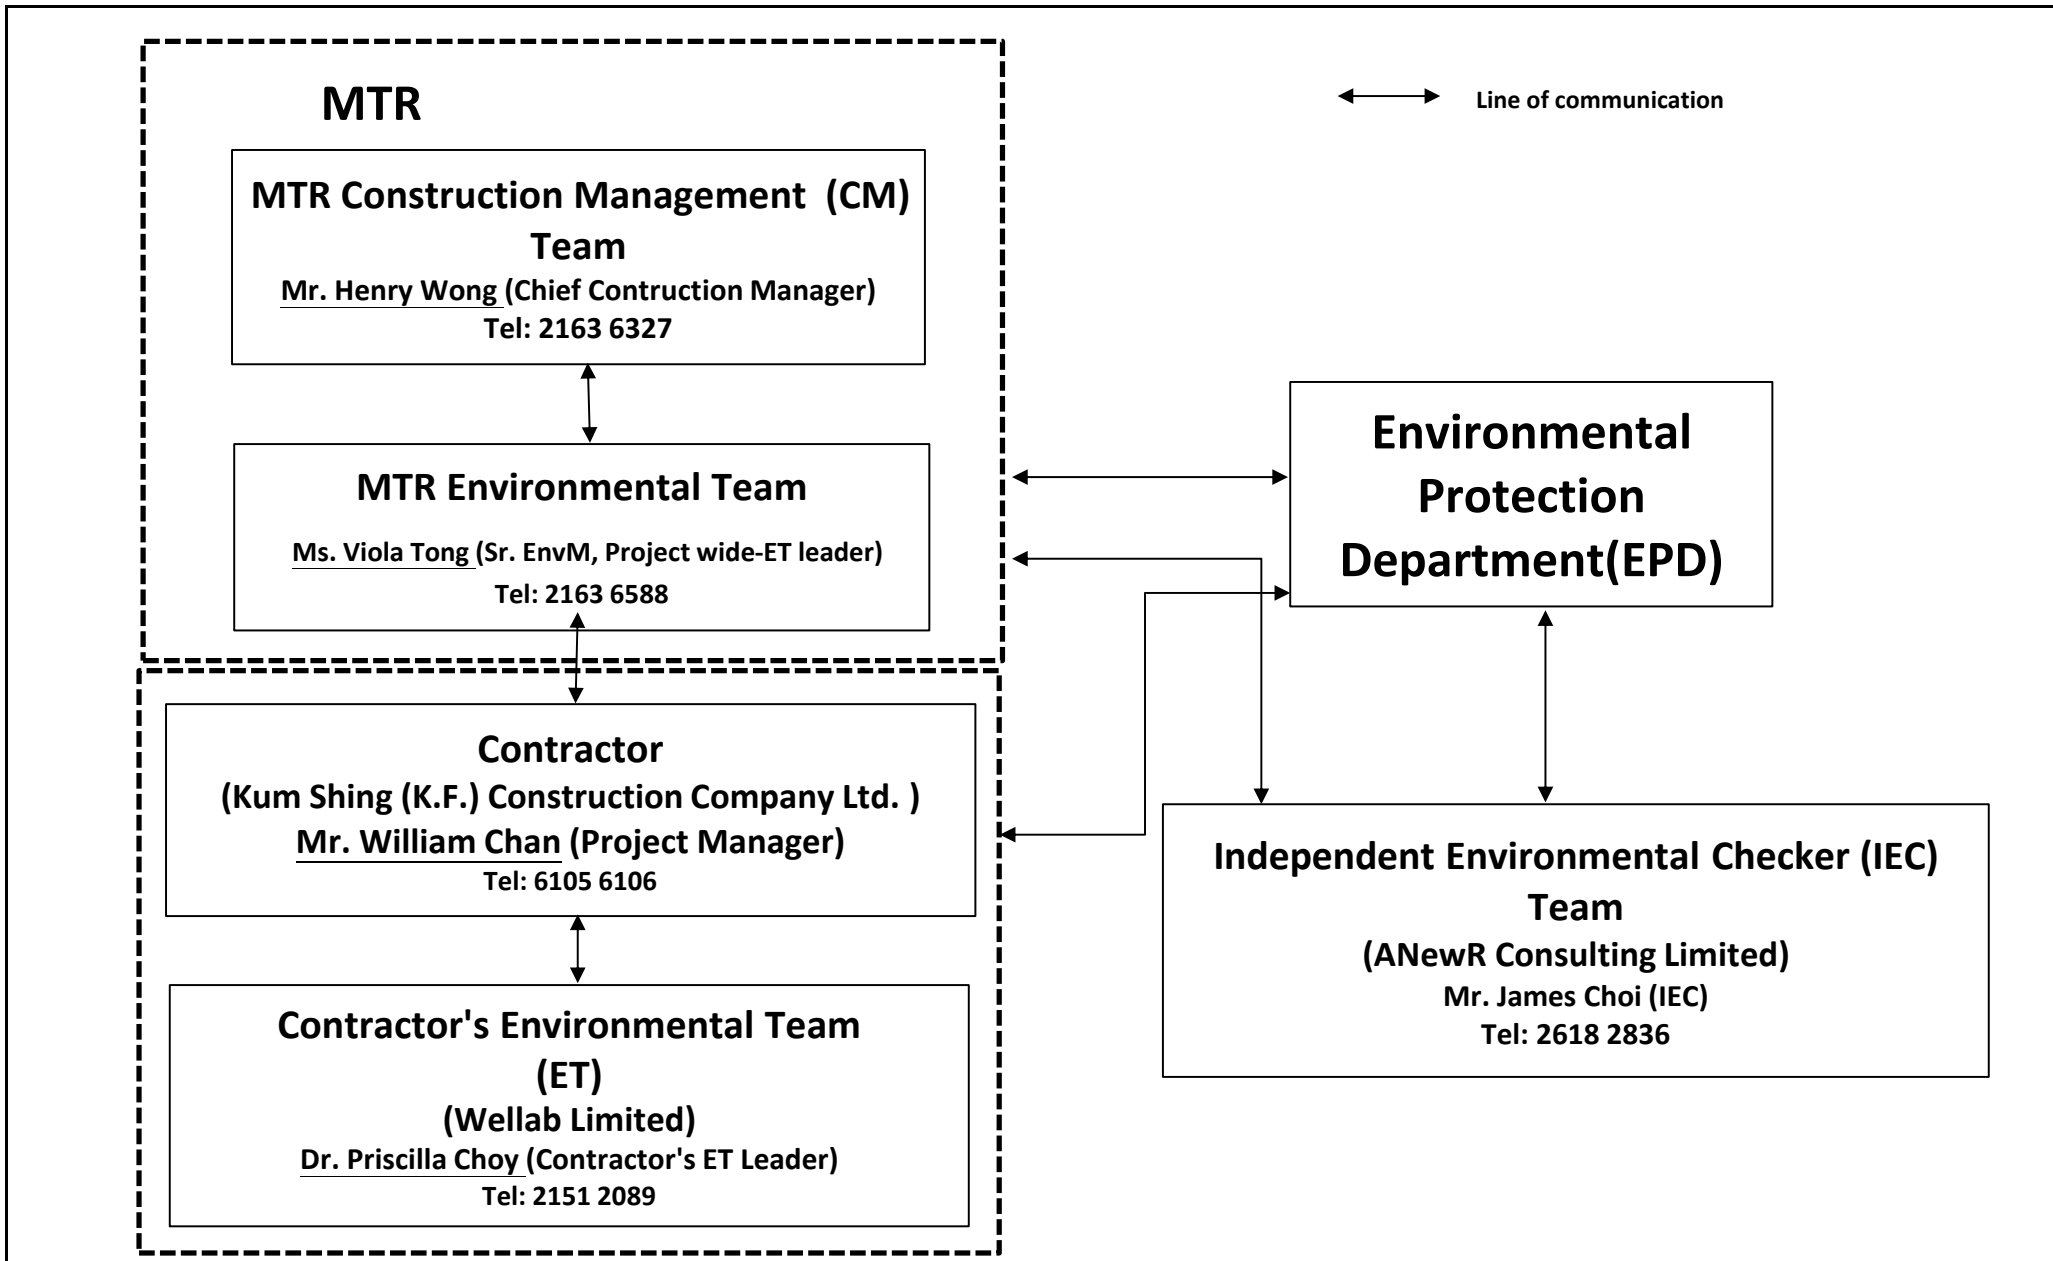 MTR
Line of communication
MTR Construction Management (CM)
Team
Mr. Henry Wong (Chief Contruction Manager)
Tel: 2163 6327
MTR Environmental Team
Ms. Viola Tong (Sr. EnvM, Project wide-ET leader)
Tel: 2163 6588
Environmental
Protection
Department(EPD)
Contractor
(Kum Shing (K.F.) Construction Company Ltd. )
Mr. William Chan (Project Manager)
Tel: 6105 6106
Independent Environmental Checker (IEC)
Team
(ANewR Consulting Limited)
Mr. James Choi (IEC)
Tel: 2618 2836
Contractor's Environmental Team
(ET)
(Wellab Limited)
Dr. Priscilla Choy (Contractor's ET Leader)
Tel: 2151 2089